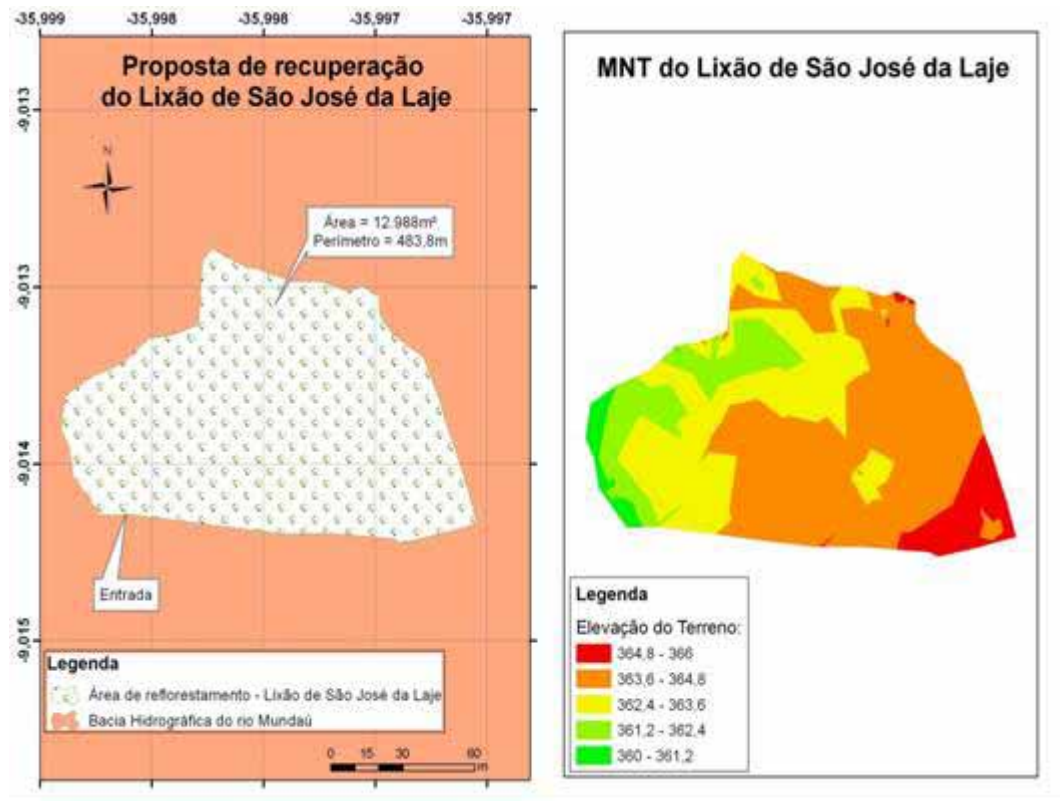 -35,999 -35,998 -35,998 -35,997 -35,997
Proposta de recuperação
do Lixão de São José da Laje
-9,013
N
Área = 12.988m²
Perímetro = 483,8m
-9,013
-9,014
Entrada
-9,015
Legenda
Área de reflorestamento - Lixão de São José da Laje
Bacia Hidrográfica do rio Mundaú
0 15 30 60
m
MNT do Lixão de São José da Laje
Legenda
Elevação do Terreno:
364,8 - 366
363,6 - 364,8
362,4 - 363,6
361,2 - 362,4
360 - 361,2